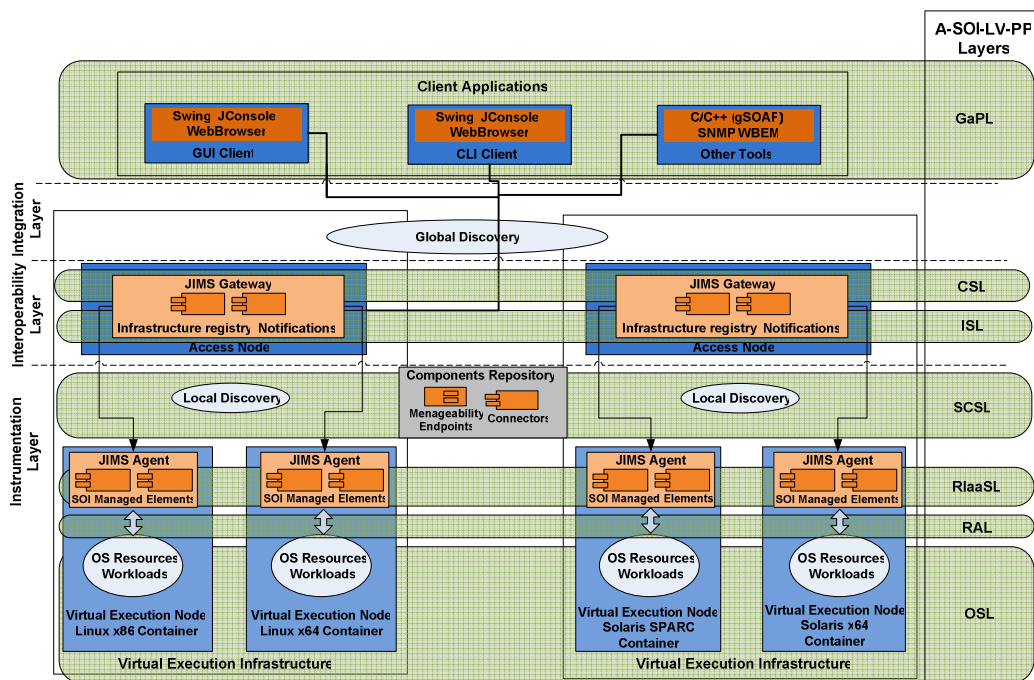 A-SOI-LV-PP
Layers
Client Applications
GaPL
Swing JConsole
WebBrowser
GUI Client
Swing JConsole
WebBrowser
CLI Client
C/C++ (gSOAP)
SNMP WBEM
Other Tools
Integration
Layer
Global Discovery
Interoperability
Layer
JIMS Gateway
Infrastructure registry Notifications
Access Node
JIMS Gateway
Infrastructure registry Notifications
Access Node
CSL
ISL
Instrumentation
Layer
Local Discovery
Components Repository
Menageability
Endpoints
Connectors
Local Discovery
SCSL
JIMS Agent
SOI Managed Elements
JIMS Agent
SOI Managed Elements
JIMS Agent
SOI Managed Elements
JIMS Agent
SOI Managed Elements
RIaaSL
RAL
OS Resources
Workloads
OS Resources
Workloads
OS Resources
Workloads
OS Resources
Workloads
Virtual Execution Node
Linux x86 Container
Virtual Execution Node
Linux x64 Container
Virtual Execution Node
Solaris SPARC
Container
Virtual Execution Node
Solaris x64
Container
OSL
Virtual Execution Infrastructure
Virtual Execution Infrastructure